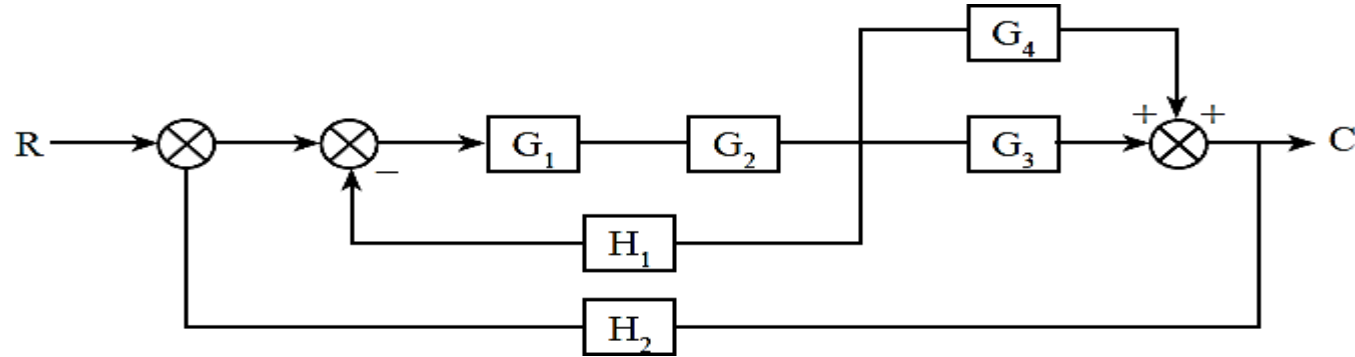 G₄
+ +
R G₁ G₂ G₃ C
−
H₁
H₂